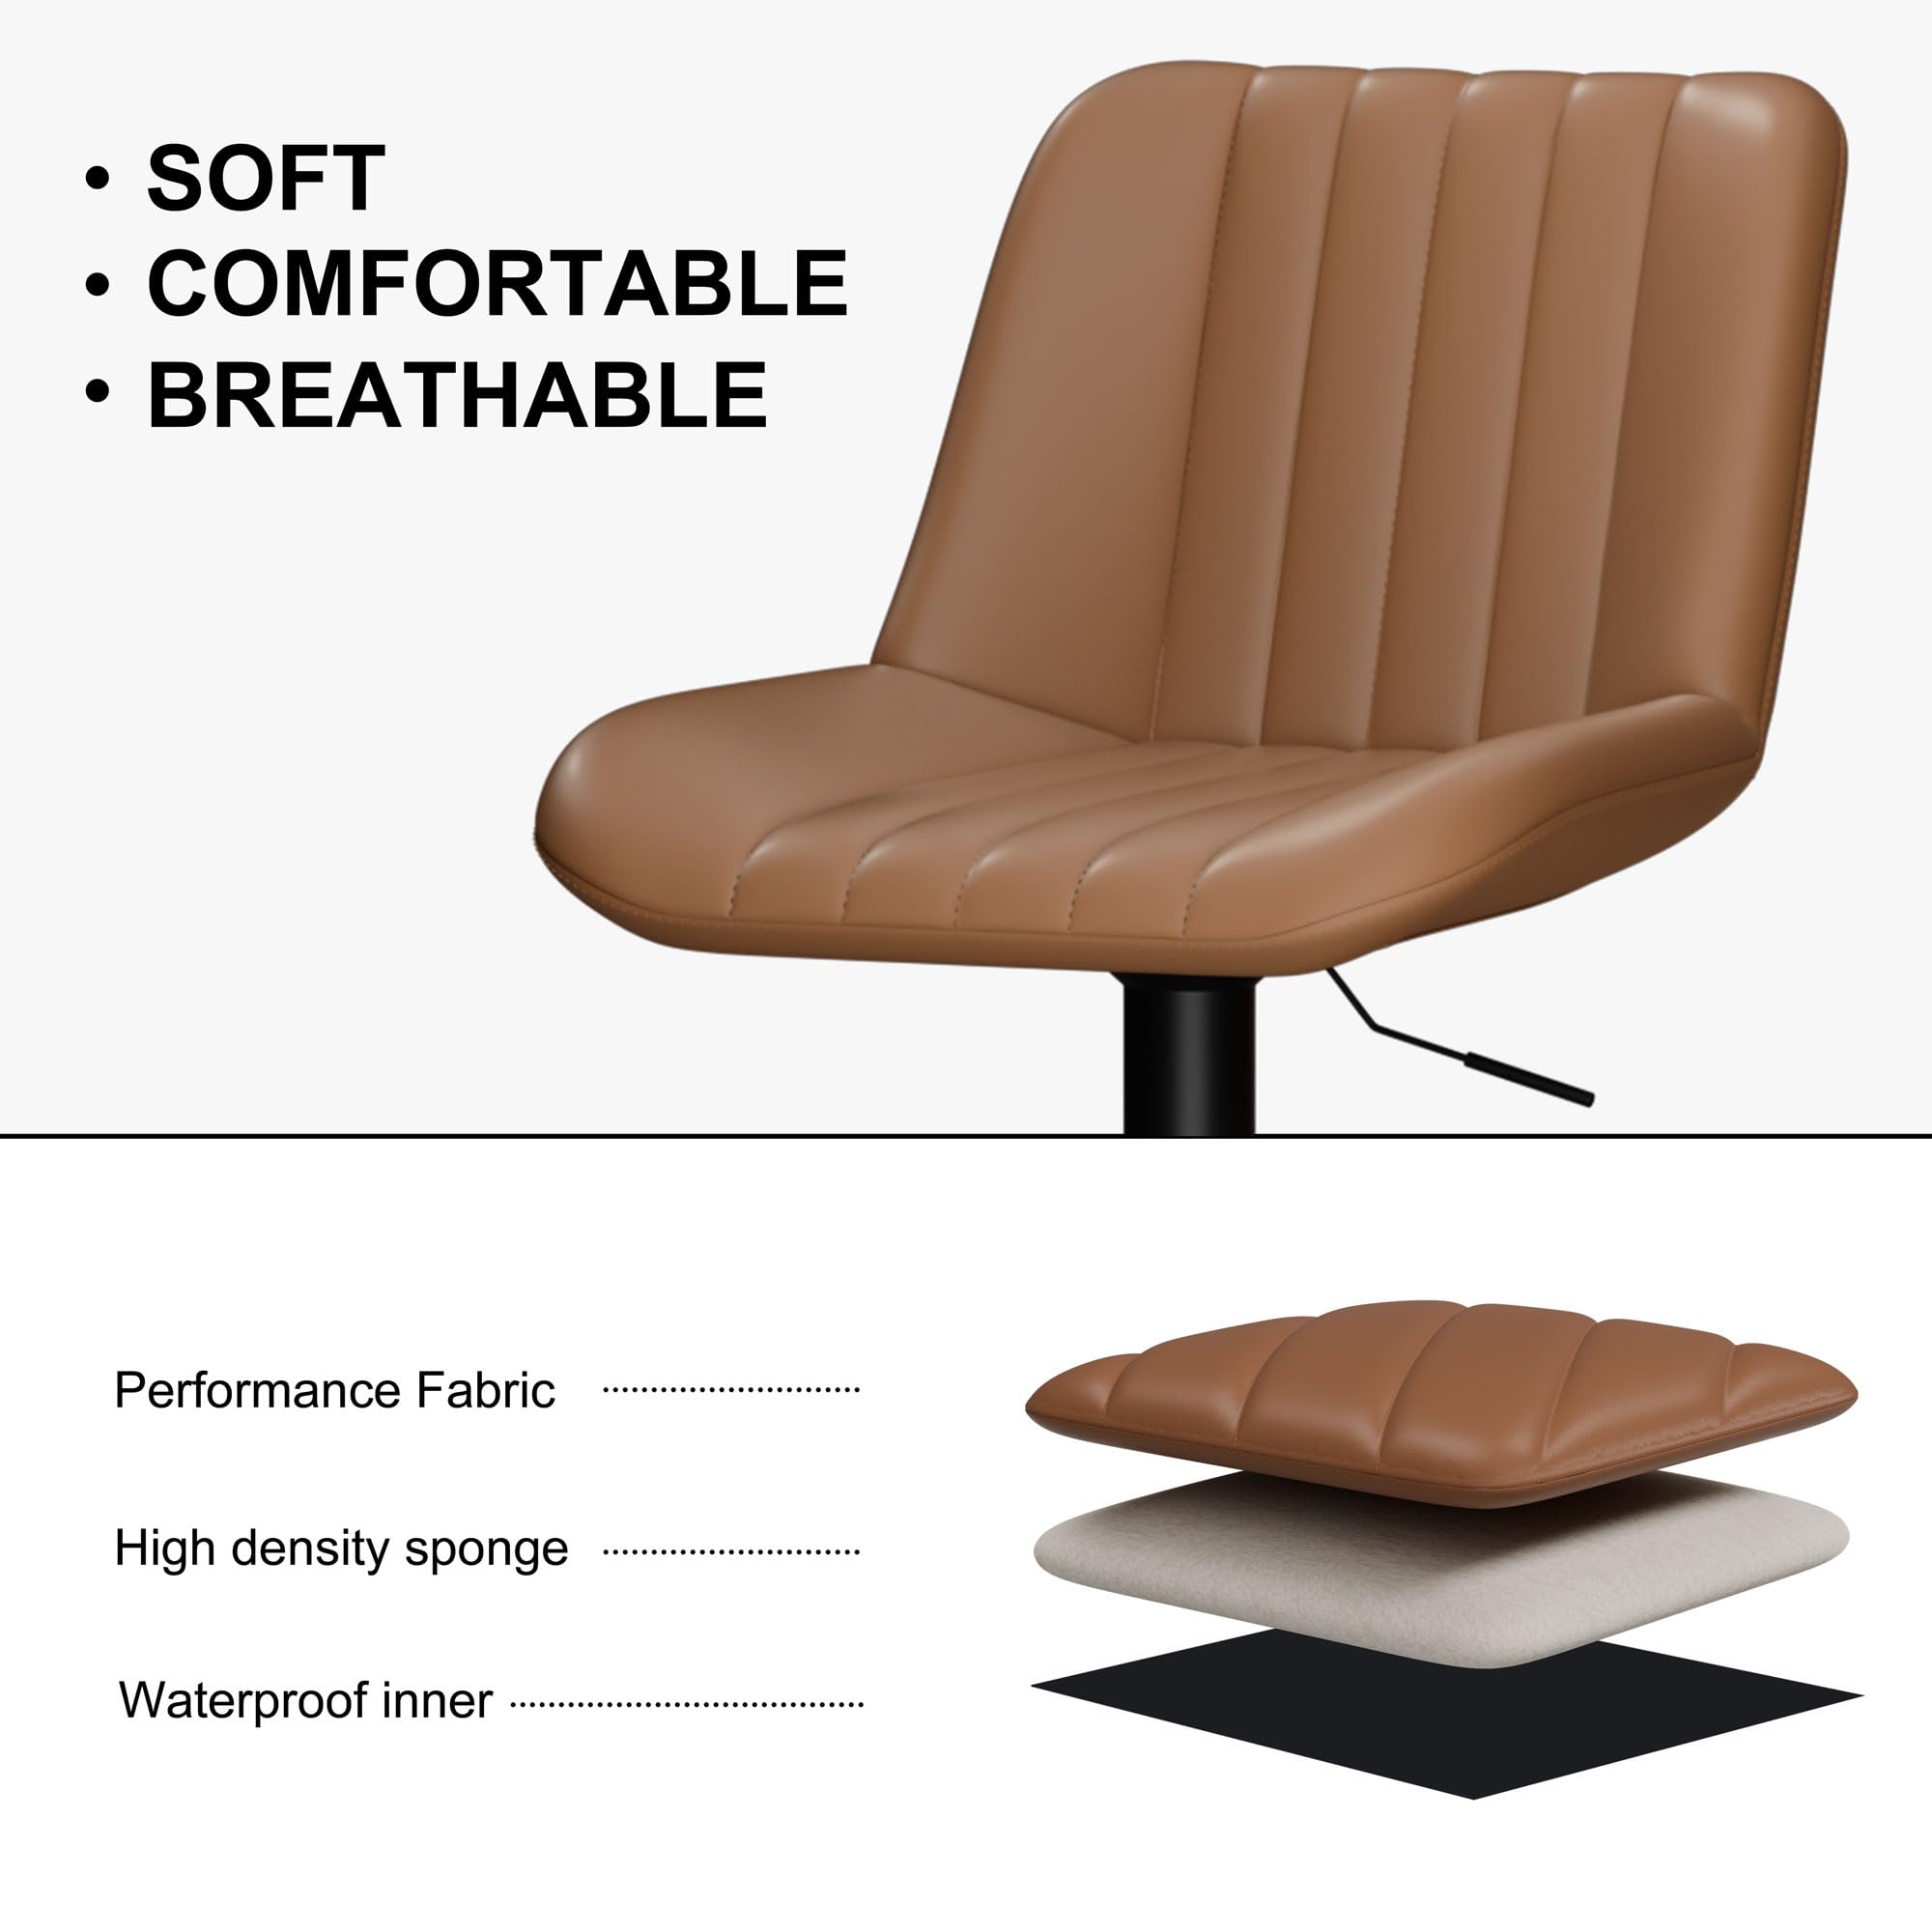 • SOFT
• COMFORTABLE
• BREATHABLE
Performance Fabric
High density sponge
Waterproof inner